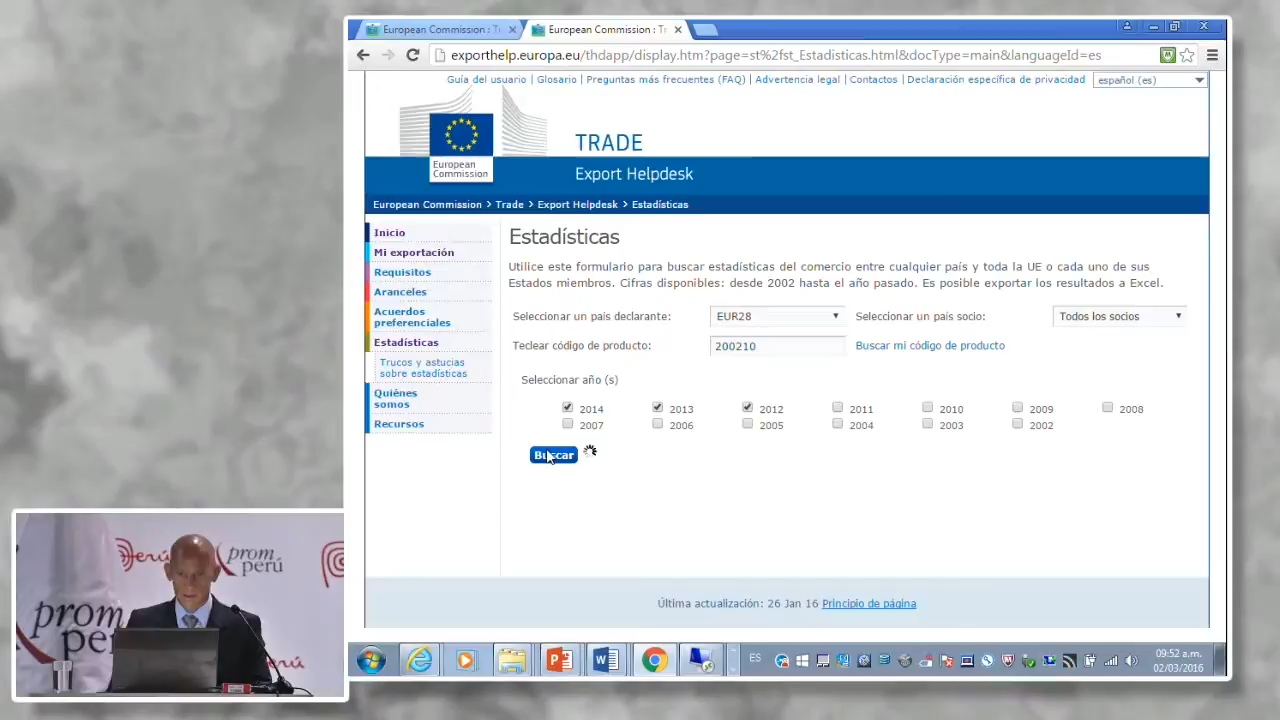 European Commission : T
European Commission : Tr
exporthelp.europa.eu/thdapp/display.htm?page=st%2fst_Estadisticas.html&docType=main&languageId=es
Guía del usuario | Glosario | Preguntas más frecuentes (FAQ) | Advertencia legal | Contactos | Declaración específica de privacidad
español (es)
European
Commission
TRADE
Export Helpdesk
European Commission > Trade > Export Helpdesk > Estadísticas
Inicio
Mi exportación
Requisitos
Aranceles
Acuerdos
preferenciales
Estadísticas
Trucos y astucias
sobre estadísticas
Quiénes
somos
Recursos
Estadísticas
Utilice este formulario para buscar estadísticas del comercio entre cualquier país y toda la UE o cada uno de sus
Estados miembros. Cifras disponibles: desde 2002 hasta el año pasado. Es posible exportar los resultados a Excel.
Seleccionar un país declarante: EUR28 Seleccionar un país socio: Todos los socios
Teclear código de producto: 200210 Buscar mi código de producto
Seleccionar año (s)
2014 2013 2012 2011 2010 2009 2008
2007 2006 2005 2004 2003 2002
Buscar
Última actualización: 26 Jan 16 Principio de página
ES
09:52 a.m.
02/03/2016
Perú
prom
perú
prom